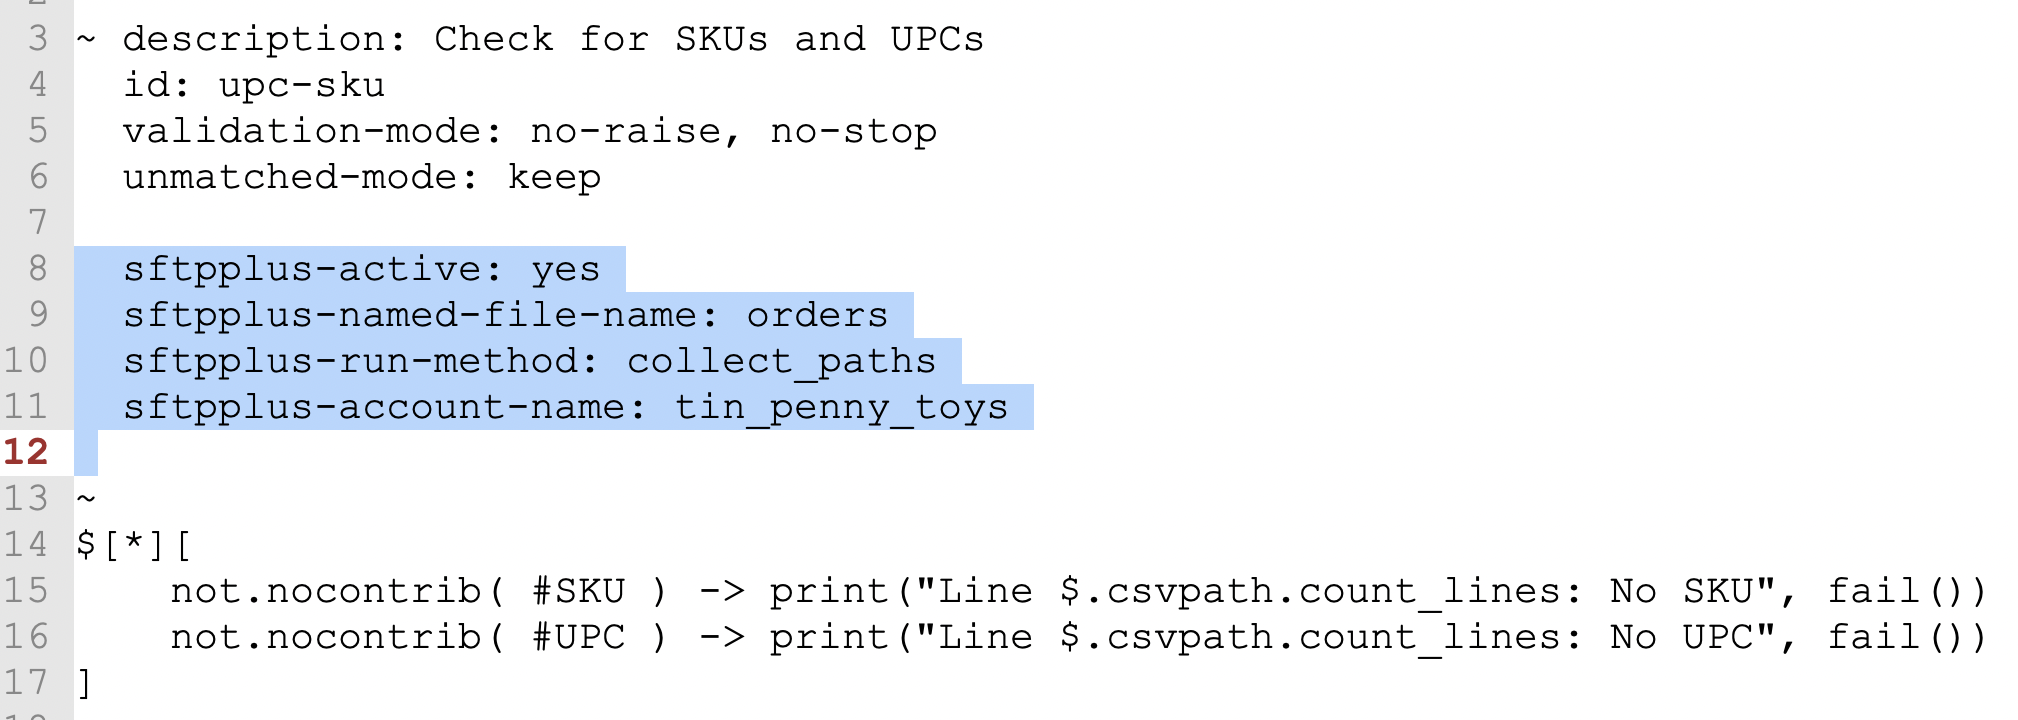 3 ~ description: Check for SKUs and UPCs
4   id: upc-sku
5   validation-mode: no-raise, no-stop
6   unmatched-mode: keep
7
8   sftpplus-active: yes
9   sftpplus-named-file-name: orders
10   sftpplus-run-method: collect_paths
11   sftpplus-account-name: tin_penny_toys
12
13 ~
14 $[*][
15     not.nocontrib( #SKU ) -> print("Line $.csvpath.count_lines: No SKU", fail())
16     not.nocontrib( #UPC ) -> print("Line $.csvpath.count_lines: No UPC", fail())
17 ]